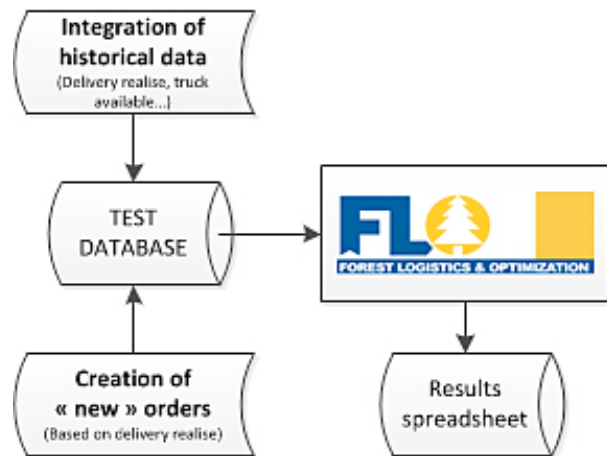 Integration of
historical data
(Delivery realise, truck
available...)
TEST
DATABASE
FLO
FOREST LOGISTICS & OPTIMIZATION
Creation of
« new » orders
(Based on delivery realise)
Results
spreadsheet